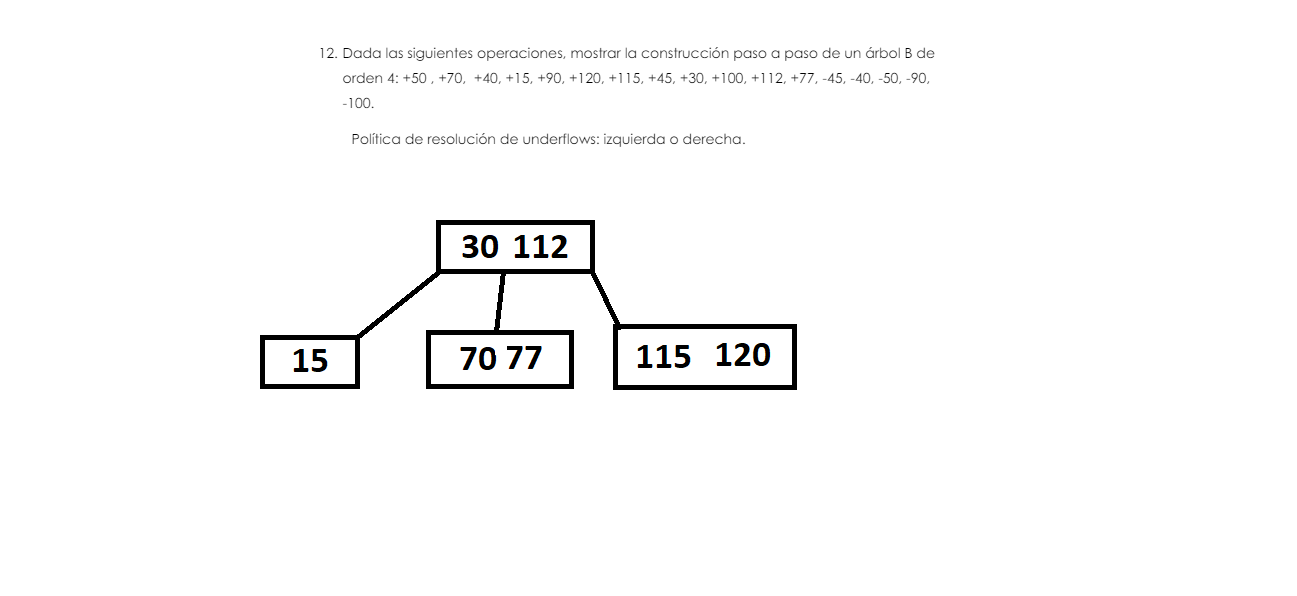 12. Dada las siguientes operaciones, mostrar la construcción paso a paso de un árbol B de
orden 4: +50 , +70, +40, +15, +90, +120, +115, +45, +30, +100, +112, +77, -45, -40, -50, -90,
-100.
Política de resolución de underflows: izquierda o derecha.
30 112
15
70 77
115 120